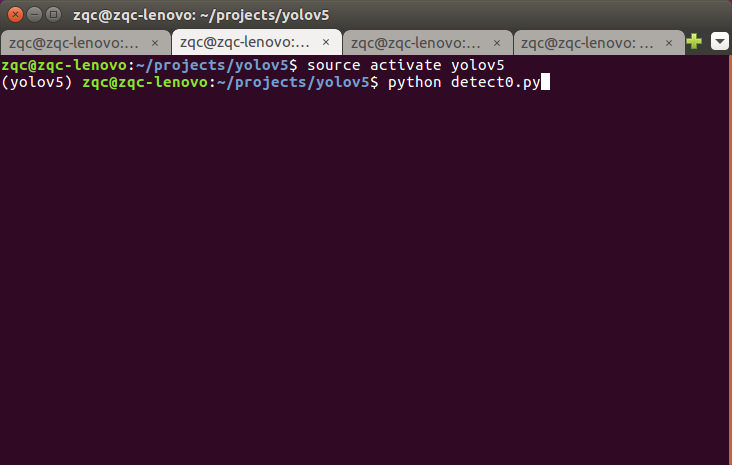 zqc@zqc-lenovo: ~/projects/yolov5
zqc@zqc-lenovo:... × zqc@zqc-lenovo:... × zqc@zqc-lenovo:... × zqc@zqc-lenovo: ... ×
zqc@zqc-lenovo:~/projects/yolov5$ source activate yolov5
(yolov5) zqc@zqc-lenovo:~/projects/yolov5$ python detect0.py